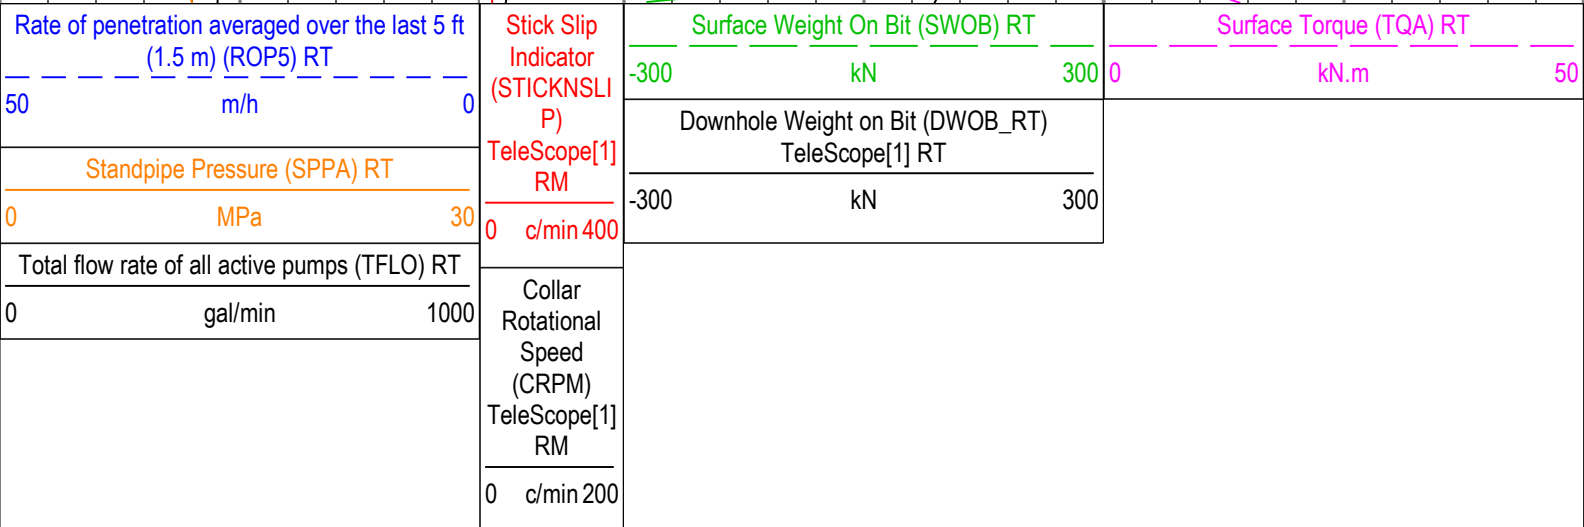 Rate of penetration averaged over the last 5 ft
(1.5 m) (ROP5) RT
50 m/h 0
Standpipe Pressure (SPPA) RT
0 MPa 30
Total flow rate of all active pumps (TFLO) RT
0 gal/min 1000
Stick Slip
Indicator
(STICKNSLI
P)
TeleScope[1]
RM
0 c/min 400
Collar
Rotational
Speed
(CRPM)
TeleScope[1]
RM
0 c/min 200
Surface Weight On Bit (SWOB) RT
-300 kN 300
Downhole Weight on Bit (DWOB_RT)
TeleScope[1] RT
-300 kN 300
Surface Torque (TQA) RT
0 kN.m 50